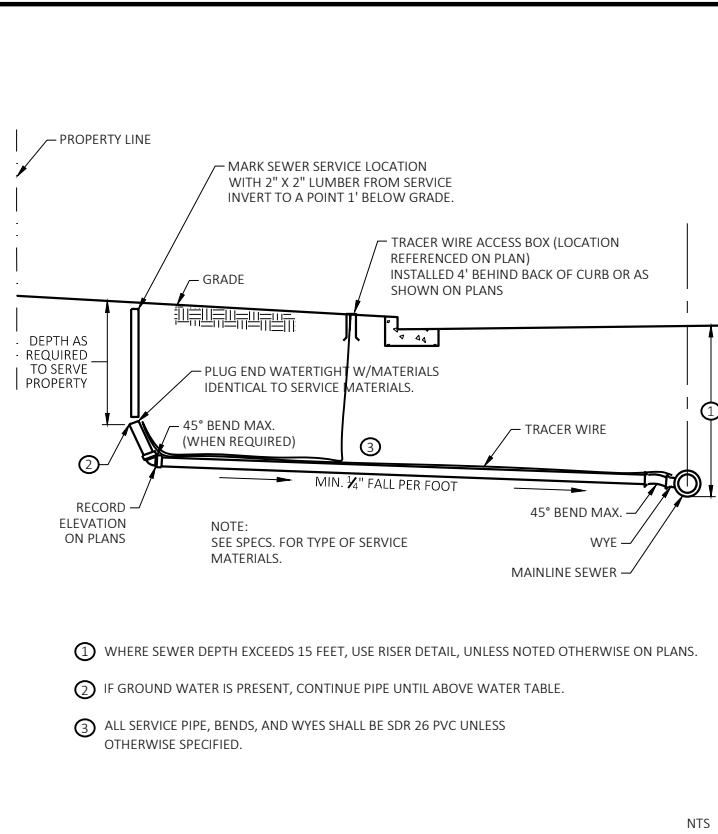 PROPERTY LINE
MARK SEWER SERVICE LOCATION
WITH 2" X 2" LUMBER FROM SERVICE
INVERT TO A POINT 1' BELOW GRADE.
TRACER WIRE ACCESS BOX (LOCATION
REFERENCED ON PLAN)
INSTALLED 4' BEHIND BACK OF CURB OR AS
SHOWN ON PLANS
GRADE
DEPTH AS
REQUIRED
TO SERVE
PROPERTY
PLUG END WATERTIGHT W/MATERIALS
IDENTICAL TO SERVICE MATERIALS.
1
45° BEND MAX.
(WHEN REQUIRED)
3
TRACER WIRE
2
MIN. 1/4" FALL PER FOOT
RECORD
ELEVATION
ON PLANS
NOTE:
SEE SPECS. FOR TYPE OF SERVICE
MATERIALS.
45° BEND MAX.
WYE
MAINLINE SEWER
1 WHERE SEWER DEPTH EXCEEDS 15 FEET, USE RISER DETAIL, UNLESS NOTED OTHERWISE ON PLANS.
2 IF GROUND WATER IS PRESENT, CONTINUE PIPE UNTIL ABOVE WATER TABLE.
3 ALL SERVICE PIPE, BENDS, AND WYES SHALL BE SDR 26 PVC UNLESS
OTHERWISE SPECIFIED.
NTS